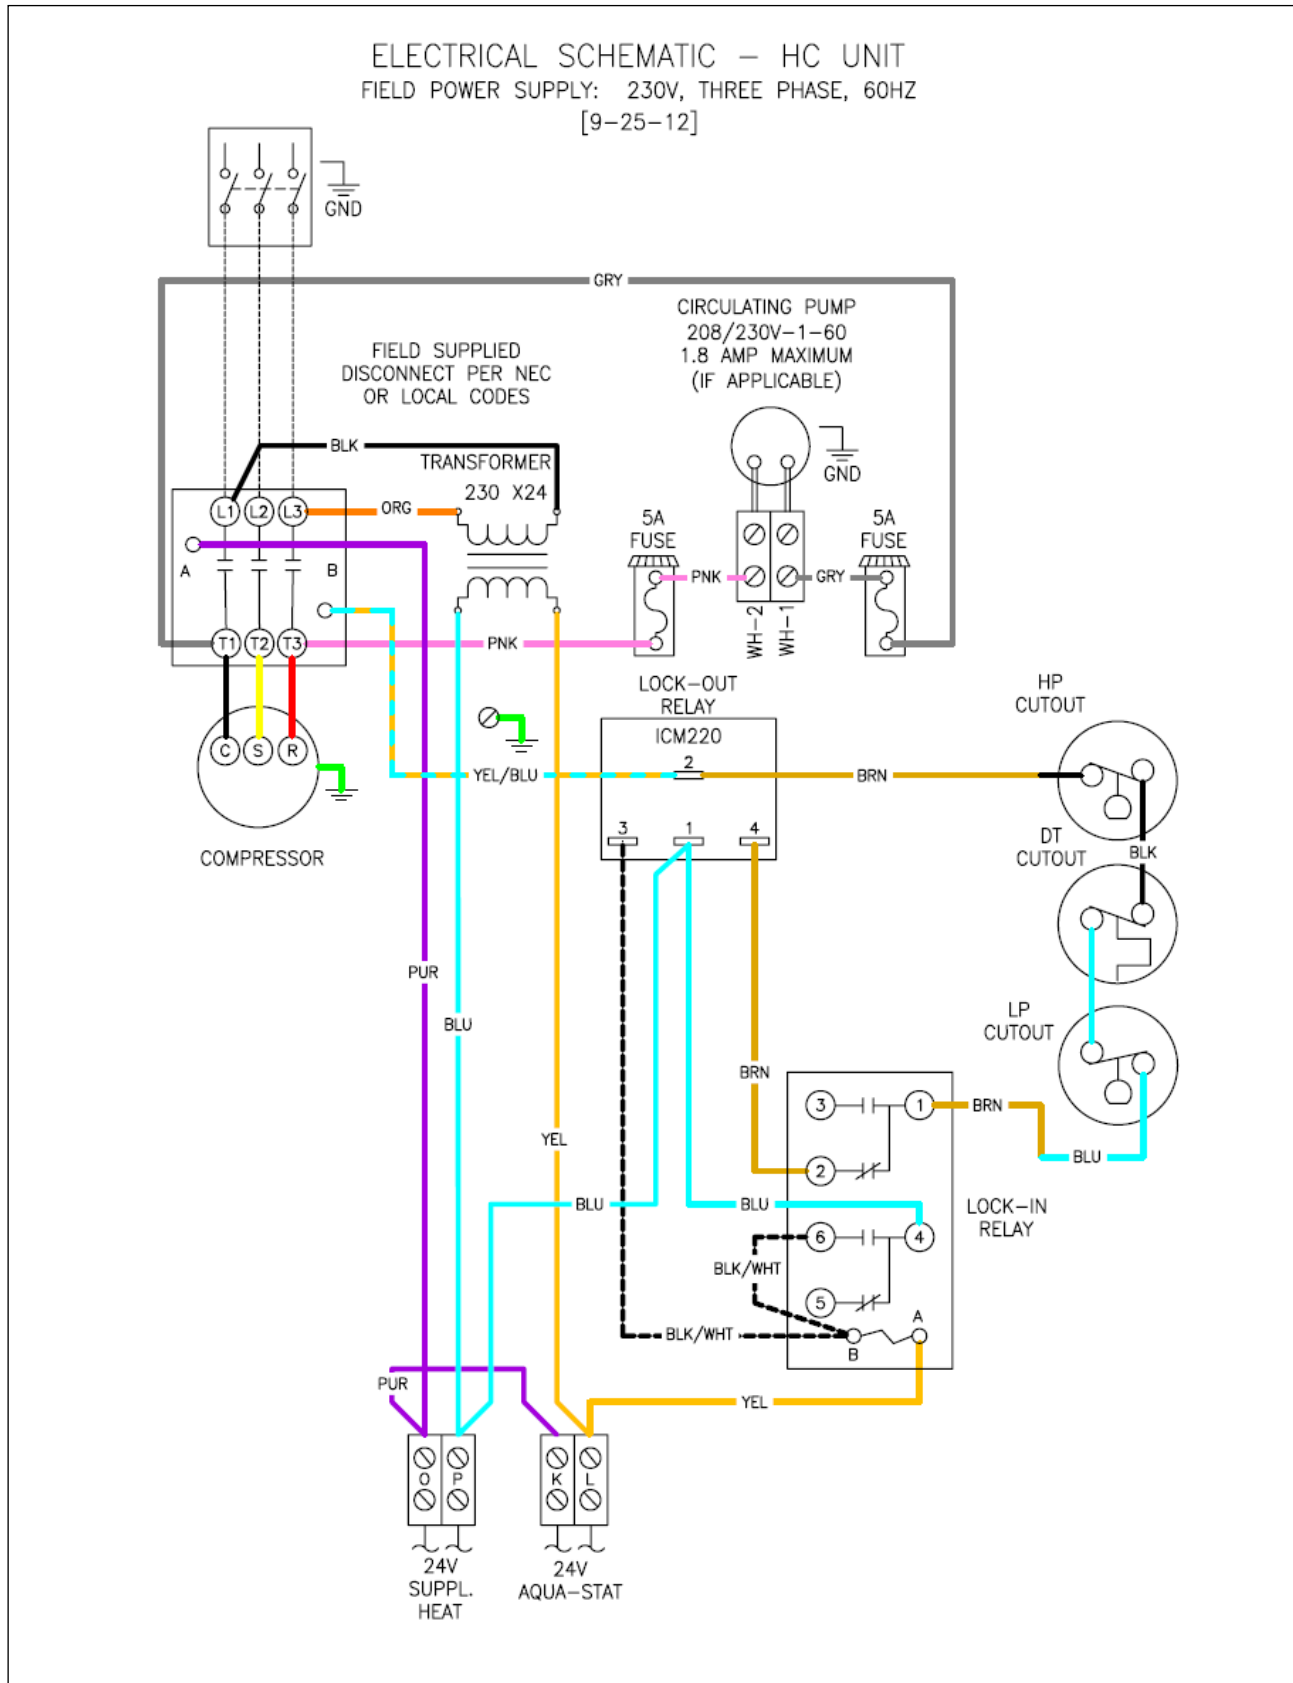 ELECTRICAL SCHEMATIC – HC UNIT
FIELD POWER SUPPLY: 230V, THREE PHASE, 60HZ
[9-25-12]
GND
GRY
CIRCULATING PUMP
208/230V-1-60
1.8 AMP MAXIMUM
(IF APPLICABLE)
FIELD SUPPLIED
DISCONNECT PER NEC
OR LOCAL CODES
BLK
TRANSFORMER
230 X24
GND
L1 L2 L3
ORG
5A
FUSE
5A
FUSE
A
B
PNK
GRY
WH-2
WH-1
T1 T2 T3
PNK
LOCK-OUT
RELAY
ICM220
HP
CUTOUT
C S R
2
YEL/BLU
BRN
3 1 4
COMPRESSOR
DT
CUTOUT
BLK
PUR
BLU
LP
CUTOUT
BRN
3 1
BRN
YEL
BLU
2
BLU
BLU
LOCK-IN
RELAY
6 4
BLK/WHT
5
A
BLK/WHT
B
PUR
YEL
O P
K L
24V
SUPPL.
HEAT
24V
AQUA-STAT